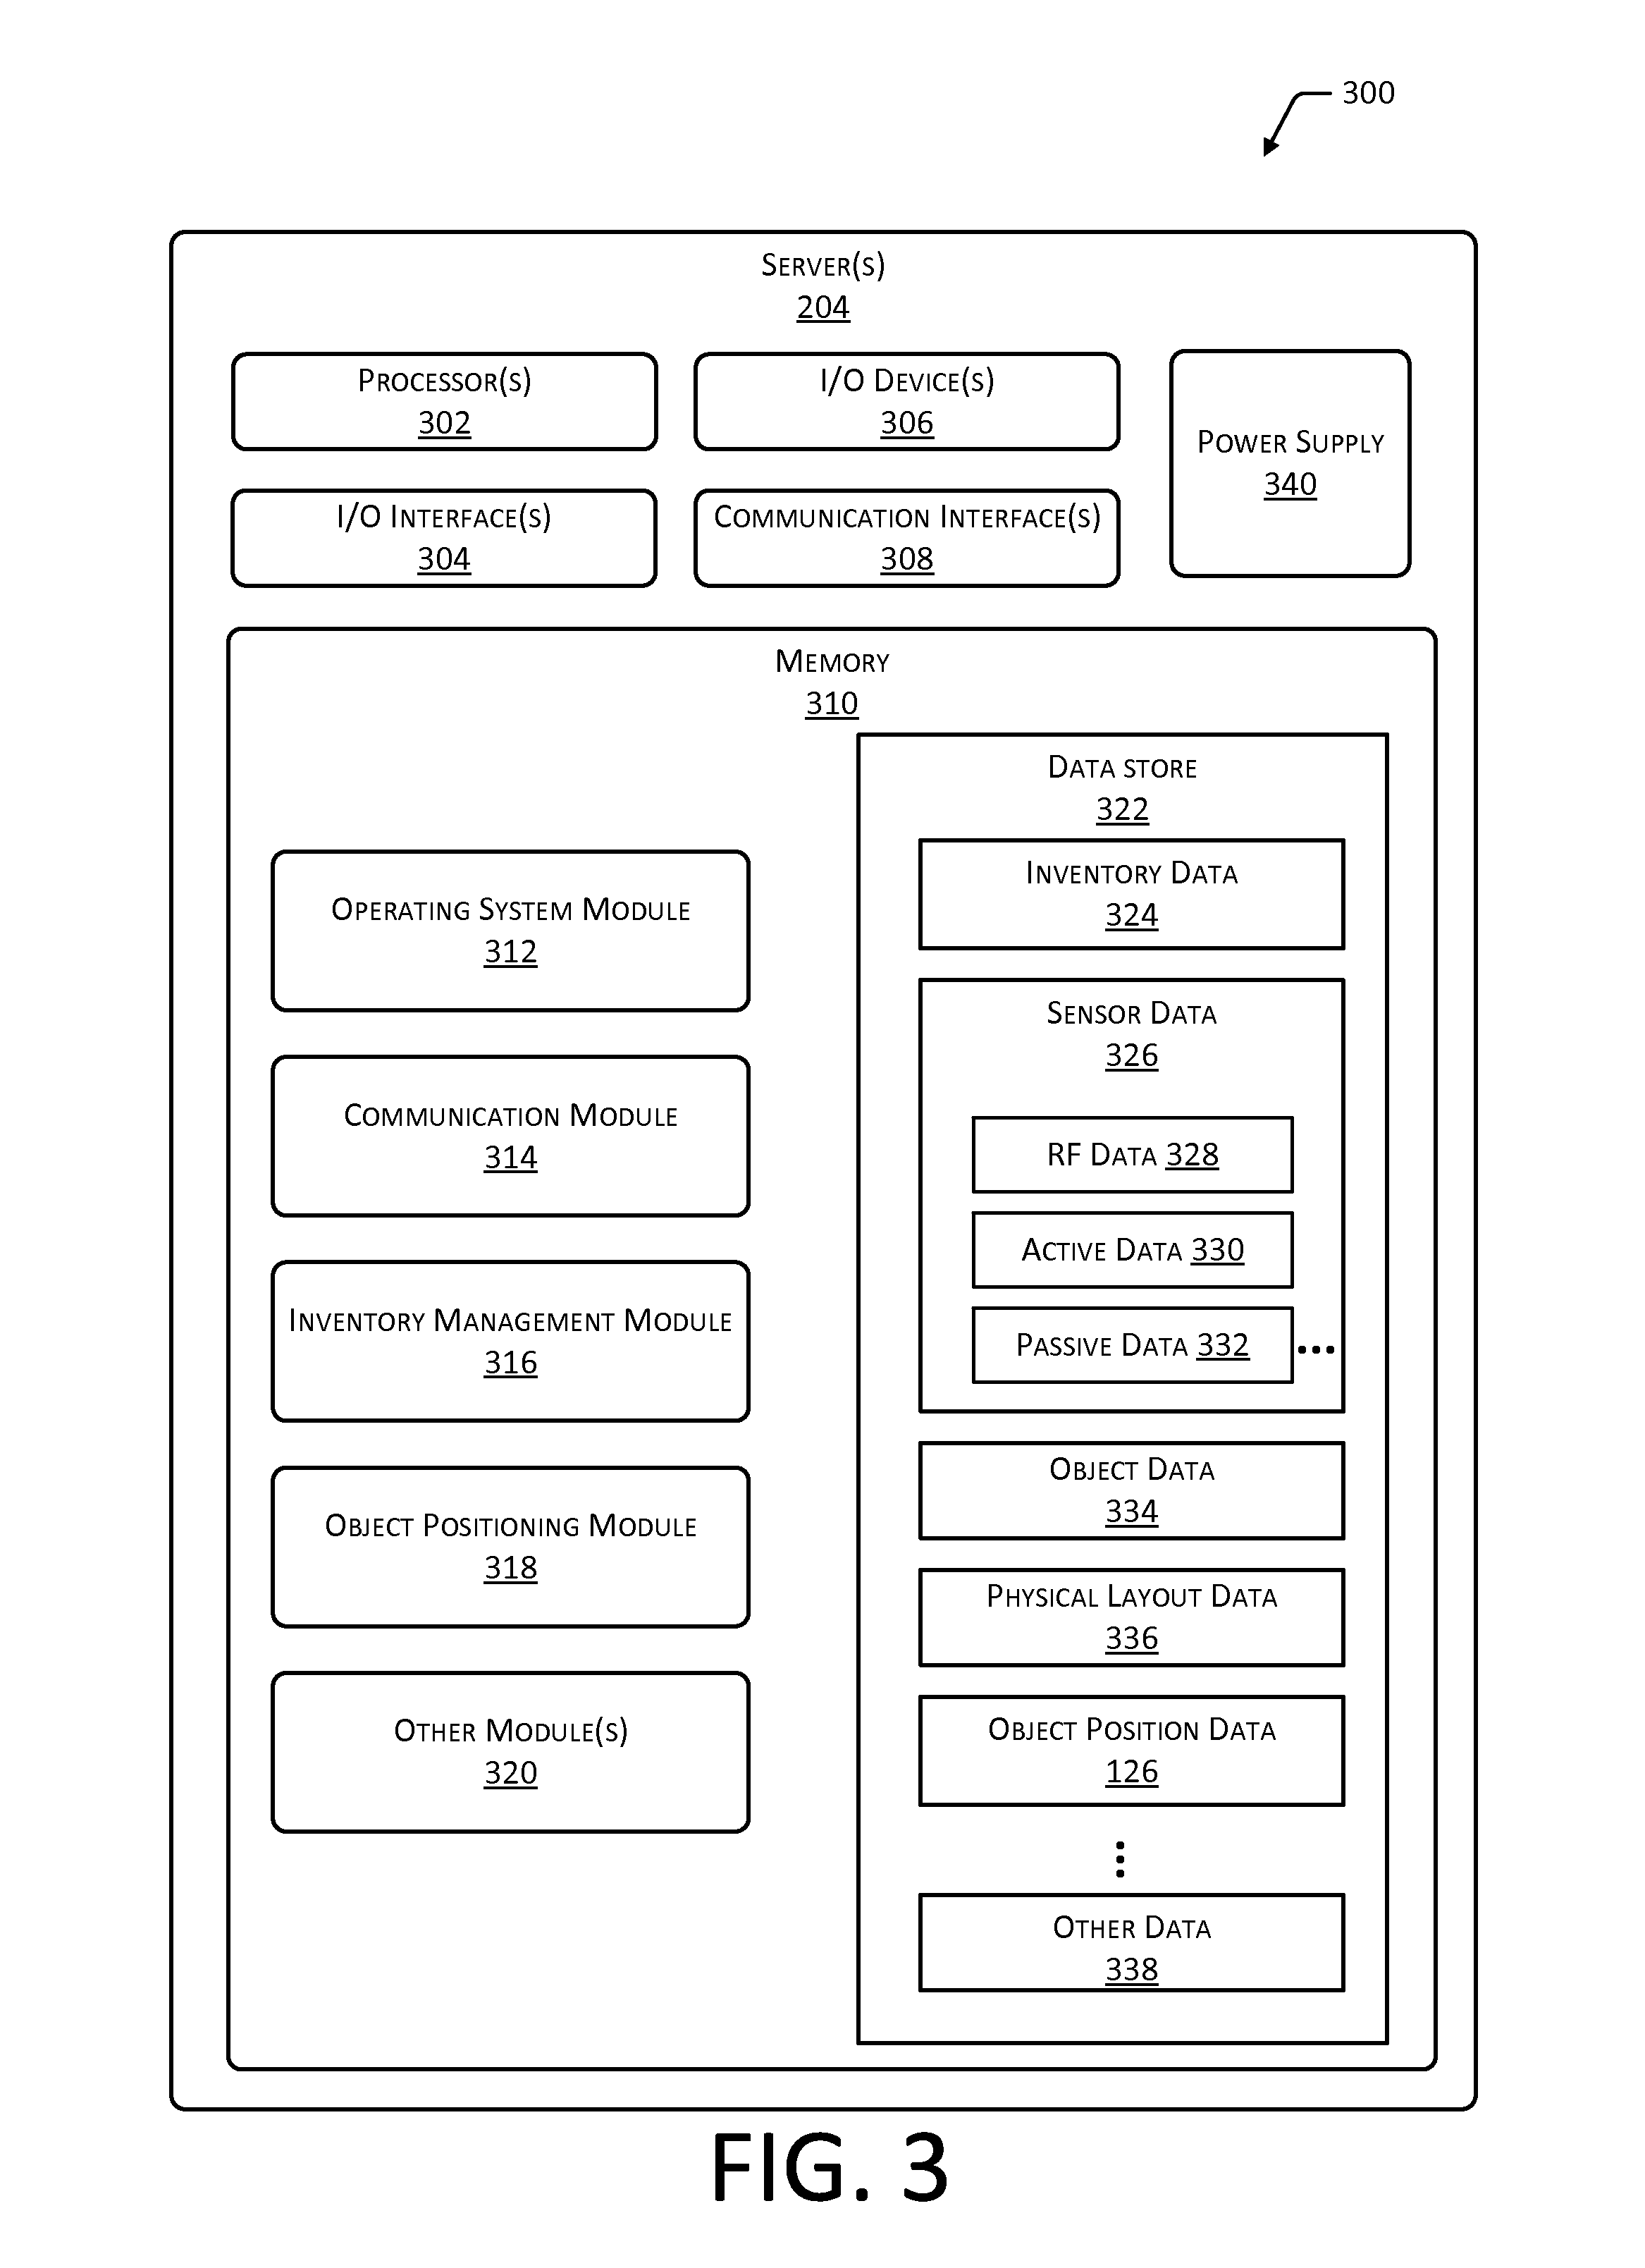 300
Server(s)
204
Processor(s)
302
I/O Device(s)
306
Power Supply
340
I/O Interface(s)
304
Communication Interface(s)
308
Memory
310
Operating System Module
312
Communication Module
314
Inventory Management Module
316
Object Positioning Module
318
Other Module(s)
320
Data store
322
Inventory Data
324
Sensor Data
326
RF Data 328
Active Data 330
Passive Data 332 ...
Object Data
334
Physical Layout Data
336
Object Position Data
126
⋮
Other Data
338
FIG. 3